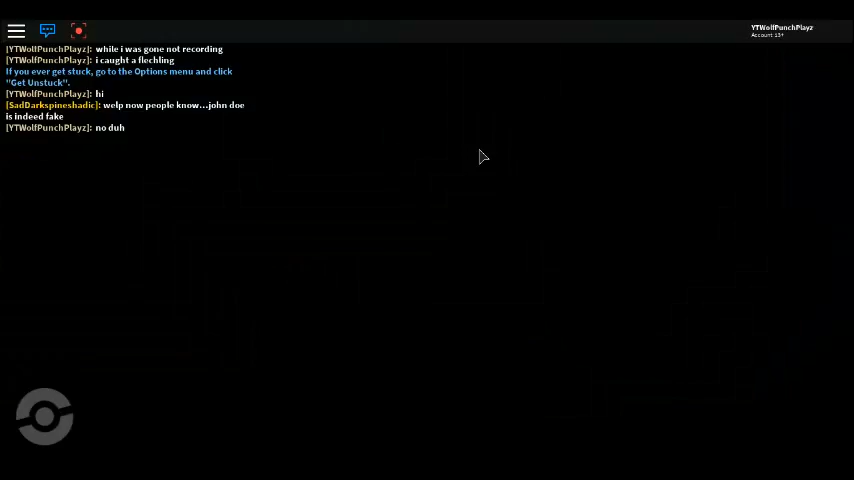 YTWolfPunchPlayz
Account 13+
[YTWolfPunchPlayz]: while i was gone not recording
[YTWolfPunchPlayz]: i caught a flechling
If you ever get stuck, go to the Options menu and click
"Get Unstuck".
[YTWolfPunchPlayz]: hi
[SadDarkspineshadic]: welp now people know...john doe
is indeed fake
[YTWolfPunchPlayz]: no duh